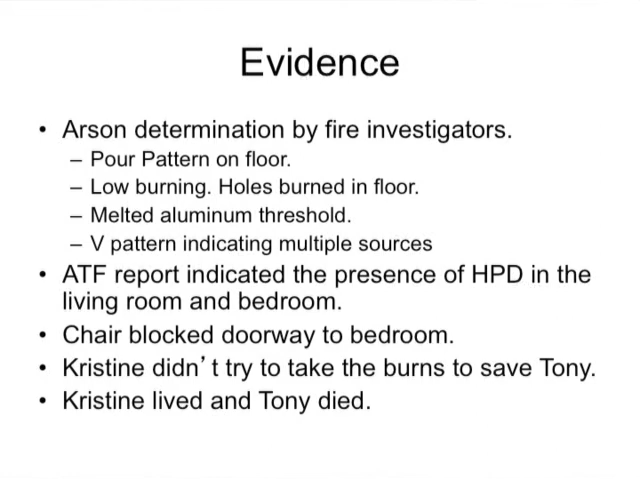 Evidence
• Arson determination by fire investigators.
– Pour Pattern on floor.
– Low burning. Holes burned in floor.
– Melted aluminum threshold.
– V pattern indicating multiple sources
• ATF report indicated the presence of HPD in the
living room and bedroom.
• Chair blocked doorway to bedroom.
• Kristine didn’t try to take the burns to save Tony.
• Kristine lived and Tony died.